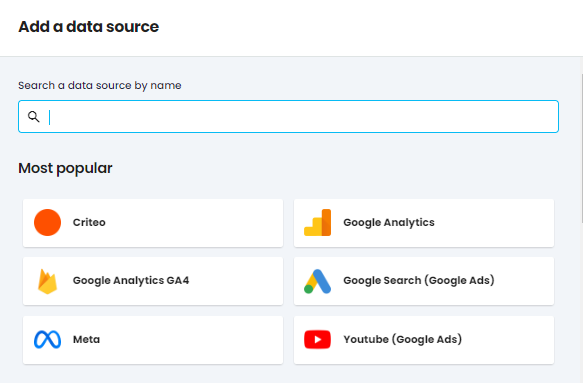 Add a data source
Search a data source by name
Most popular
Criteo
Google Analytics
Google Analytics GA4
Google Search (Google Ads)
Meta
Youtube (Google Ads)